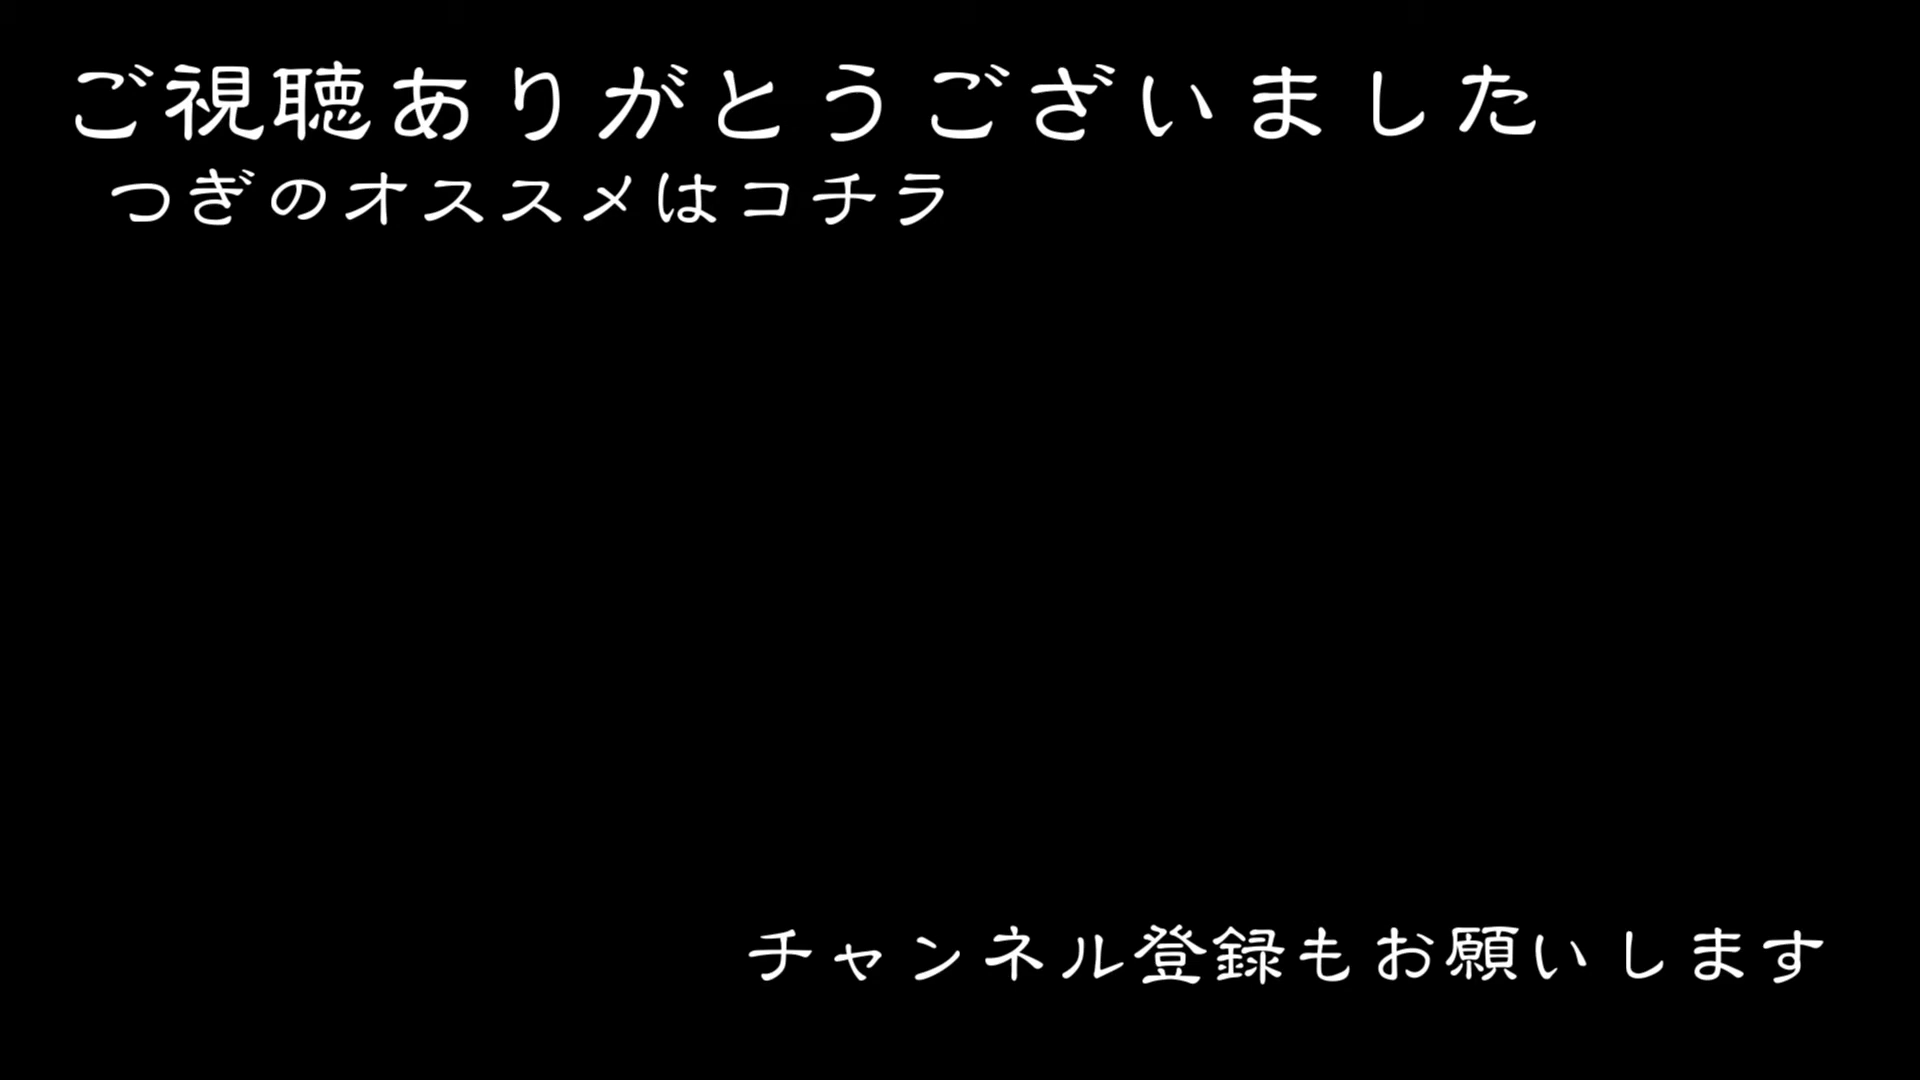 ご視聴ありがとうございました
つぎのオススメはコチラ
チャンネル登録もお願いします